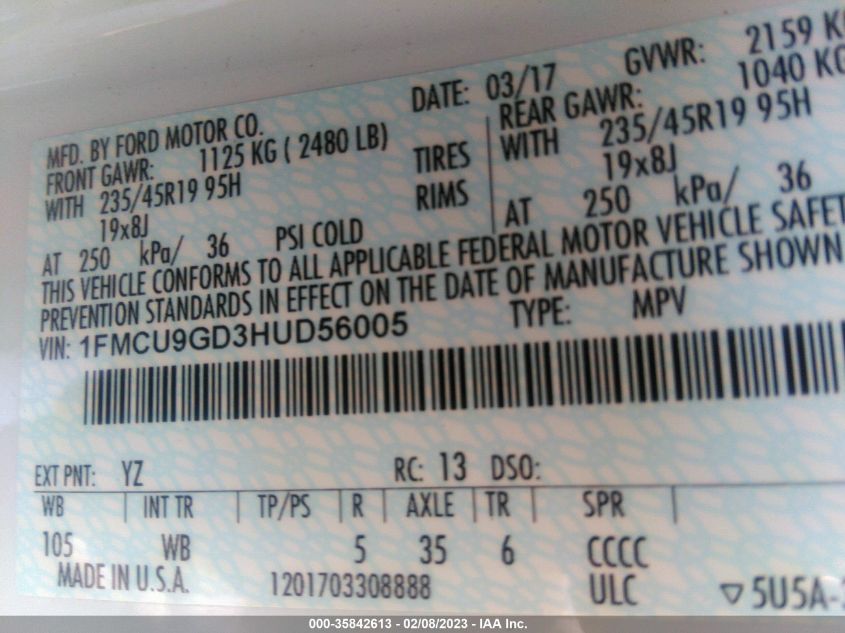 MFD. BY FORD MOTOR CO.
DATE: 03/17
GVWR: 2159 KG
FRONT GAWR: 1125 KG ( 2480 LB)
REAR GAWR: 1040 KG
WITH 235/45R19 95H TIRES WITH 235/45R19 95H
19x8J RIMS 19x8J
AT 250 kPa/ 36 PSI COLD AT 250 kPa/ 36
THIS VEHICLE CONFORMS TO ALL APPLICABLE FEDERAL MOTOR VEHICLE SAFET
PREVENTION STANDARDS IN EFFECT ON THE DATE OF MANUFACTURE SHOWN
VIN: 1FMCU9GD3HUD56005 TYPE: MPV
EXT PNT: YZ RC: 13 DSO:
WB INT TR TP/PS R AXLE TR SPR
105 WB 5 35 6 CCCC
MADE IN U.S.A. 1201703308888 ULC ▽5U5A-
000-35842613 - 02/08/2023 - IAA Inc.